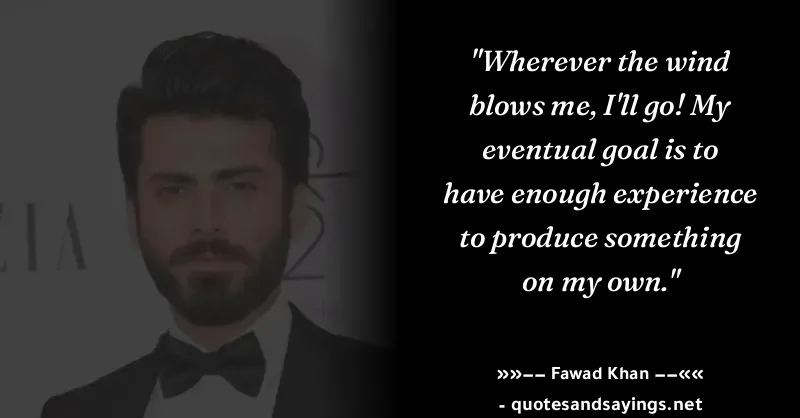 "Wherever the wind
blows me, I'll go! My
eventual goal is to
have enough experience
to produce something
on my own."
»»−− Fawad Khan −−««
- quotesandsayings.net
ZIA